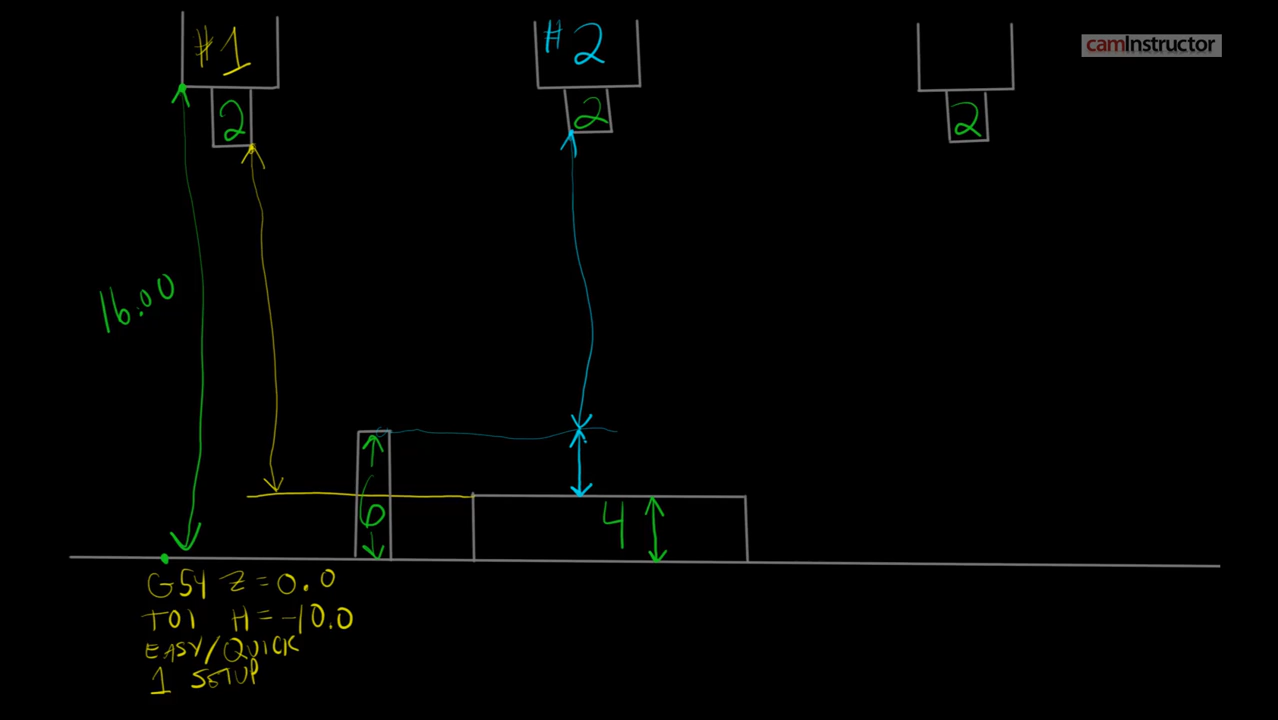 #1
#2
camInstructor
2
2
2
16.00
6
4
G54 Z = 0.0
T01 H = -10.0
EASY/QUICK
1 SETUP